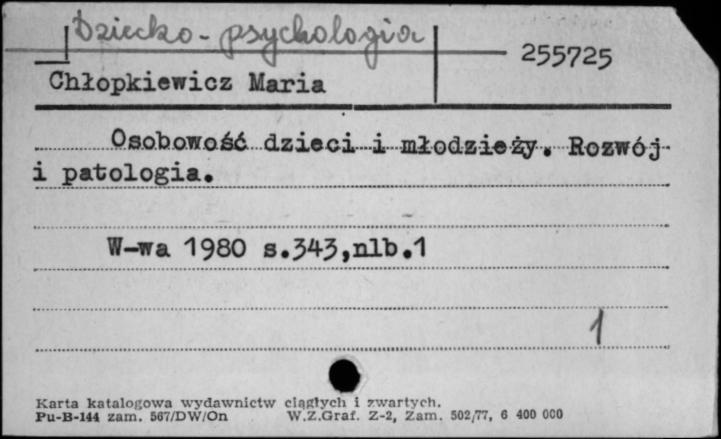 Dziecko - psychologia
255725
Chłopkiewicz Maria
Osobowość dzieci i młodzieży. Rozwój
i patologia.
W-wa 1980 s.343,nlb.1
1
Karta katalogowa wydawnictw ciągłych i zwartych.
Pu-B-144 zam. 567/DW/On W.Z.Graf. Z-2, Zam. 502/77, 6 400 000